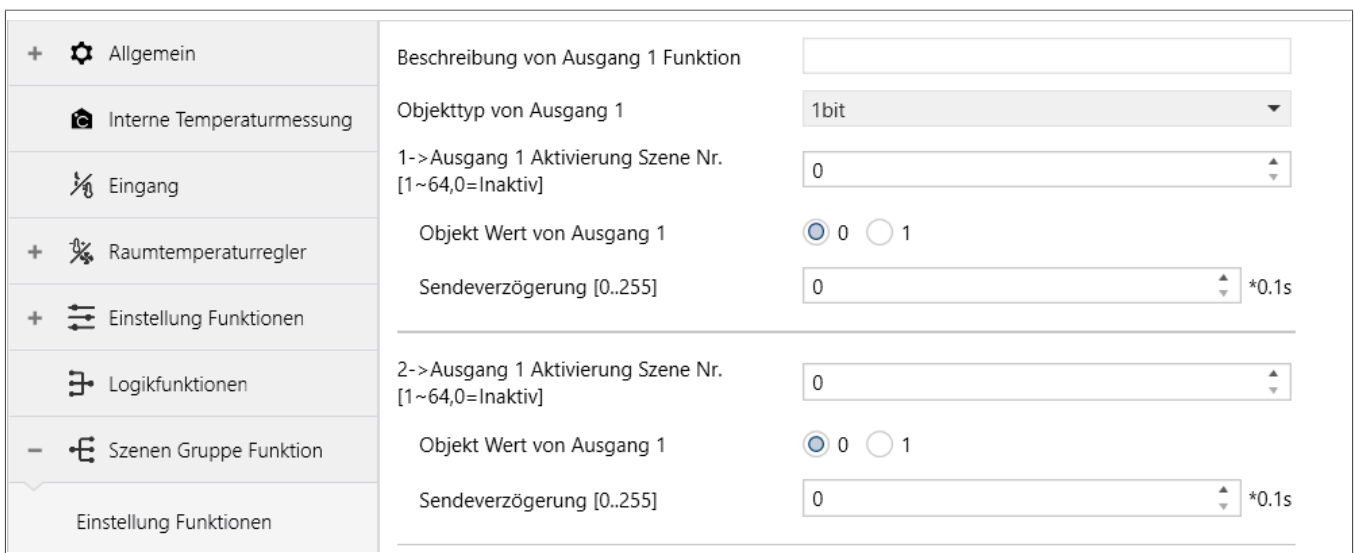 Allgemein
Interne Temperaturmessung
Eingang
Raumtemperaturregler
Einstellung Funktionen
Logikfunktionen
Szenen Gruppe Funktion
Einstellung Funktionen
Beschreibung von Ausgang 1 Funktion
Objekttyp von Ausgang 1
1bit
1->Ausgang 1 Aktivierung Szene Nr.
[1~64,0=Inaktiv]
0
Objekt Wert von Ausgang 1
0 1
Sendeverzögerung [0..255]
0
*0.1s
2->Ausgang 1 Aktivierung Szene Nr.
[1~64,0=Inaktiv]
0
Objekt Wert von Ausgang 1
0 1
Sendeverzögerung [0..255]
0
*0.1s